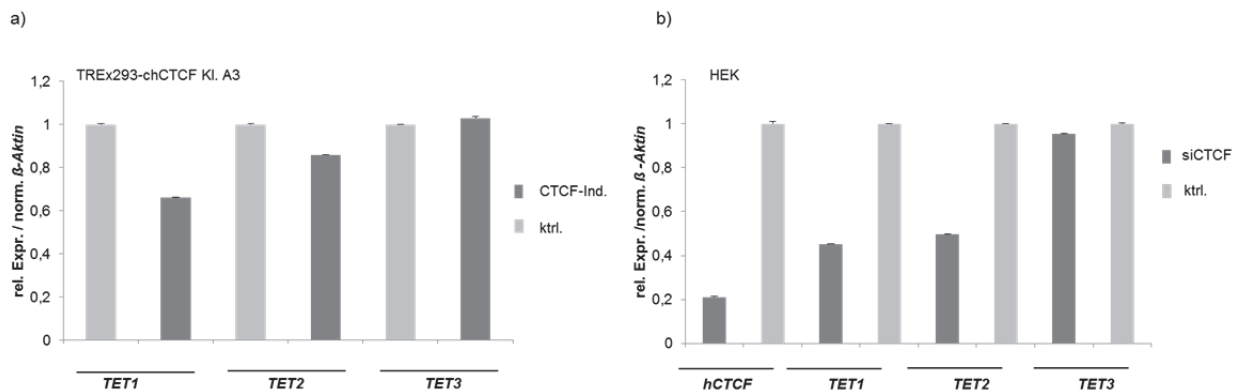 a)
TREx293-chCTCF Kl. A3
rel. Expr. / norm. ß-Aktin
1,2
1
0,8
0,6
0,4
0,2
0
TET1
TET2
TET3
CTCF-Ind.
ktrl.
b)
HEK
rel. Expr. /norm. ß -Aktin
1,2
1
0,8
0,6
0,4
0,2
0
hCTCF
TET1
TET2
TET3
siCTCF
ktrl.